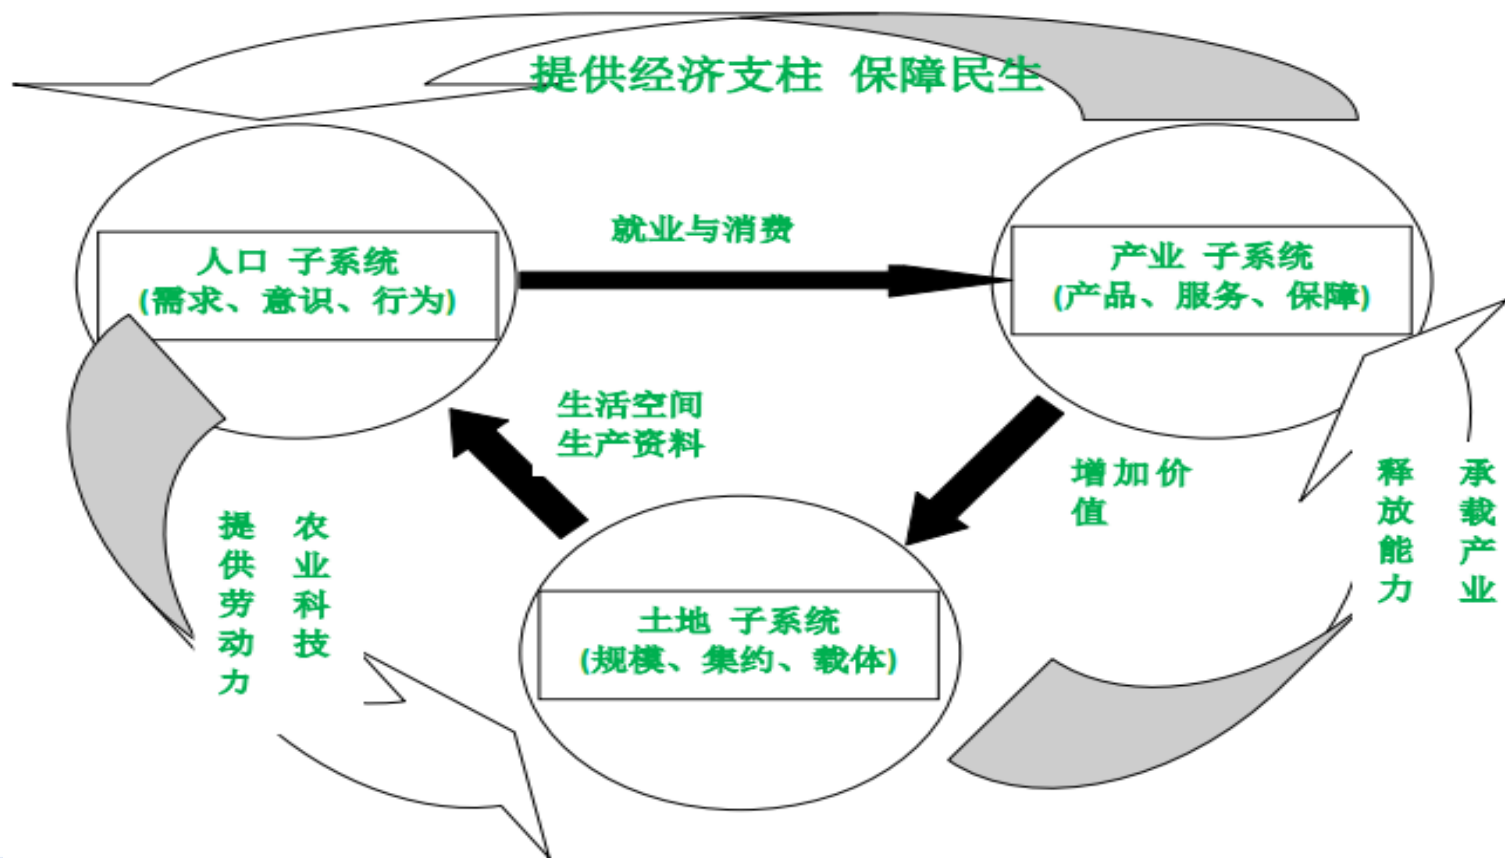 提供经济支柱 保障民生
就业与消费
人口 子系统
(需求、意识、行为)
产业 子系统
(产品、服务、保障)
生活空间
生产资料
增加价
值
释放能力
承载产业
提供劳动力
农业科技
土地 子系统
(规模、集约、载体)